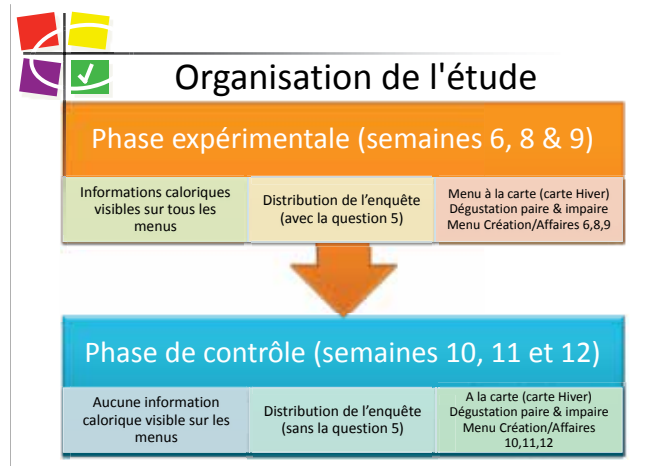 Organisation de l'étude
Phase expérimentale (semaines 6, 8 & 9)
Informations caloriques
visibles sur tous les
menus
Distribution de l'enquête
(avec la question 5)
Menu à la carte (carte Hiver)
Dégustation paire & impaire
Menu Création/Affaires 6,8,9
Phase de contrôle (semaines 10, 11 et 12)
Aucune information
calorique visible sur les
menus
Distribution de l'enquête
(sans la question 5)
A la carte (carte Hiver)
Dégustation paire & impaire
Menu Création/Affaires
10,11,12